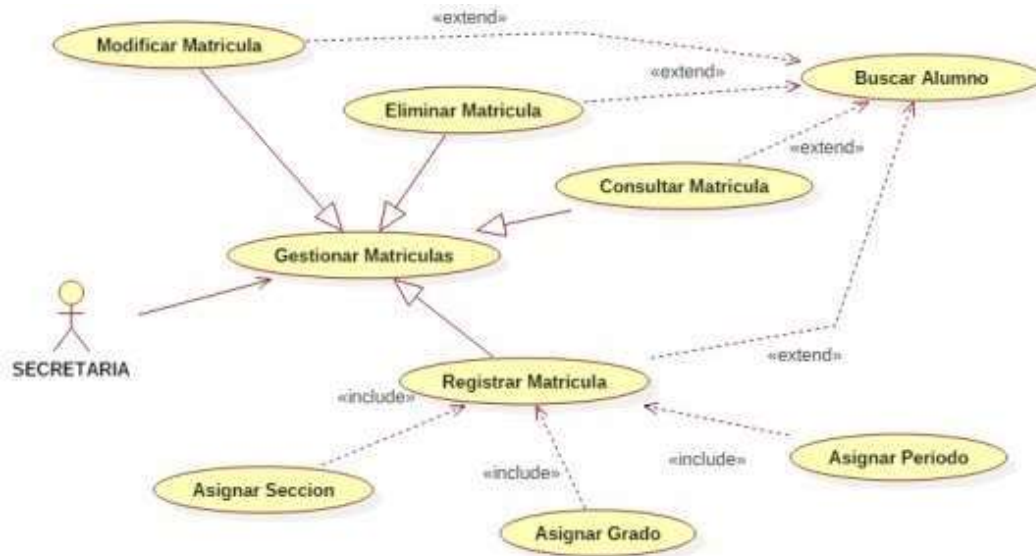 «extend»
Modificar Matricula
«extend»
Buscar Alumno
Eliminar Matricula
«extend»
Consultar Matricula
Gestionar Matriculas
SECRETARIA
«extend»
Registrar Matricula
«include»
Asignar Periodo
«include»
«include»
Asignar Seccion
Asignar Grado